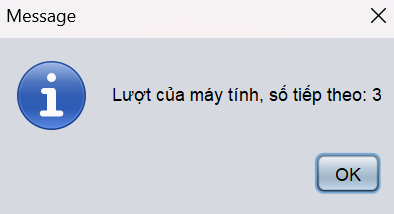 Message
Lượt của máy tính, số tiếp theo: 3
OK